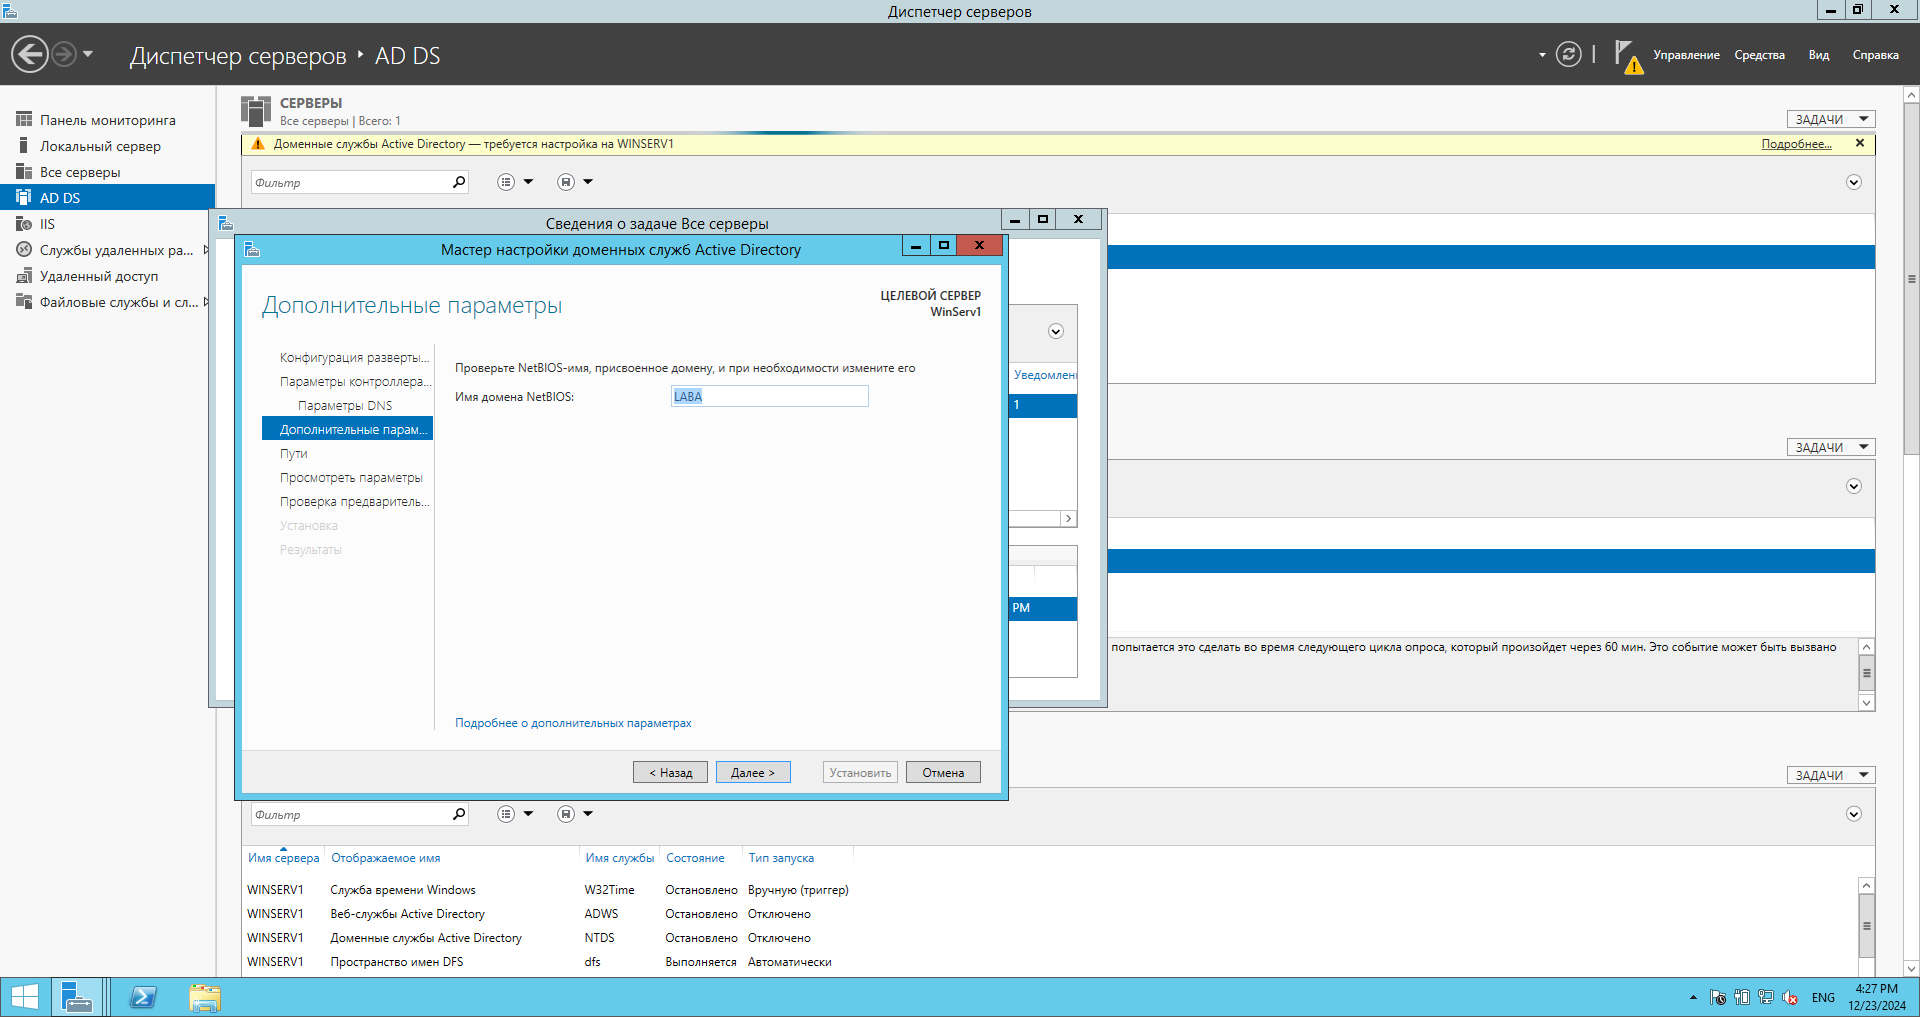 Диспетчер серверов
Диспетчер серверов ‣ AD DS
Управление Средства Вид Справка
Панель мониторинга
Локальный сервер
Все серверы
AD DS
IIS
Службы удаленных ра...
Удаленный доступ
Файловые службы и сл...
СЕРВЕРЫ
Все серверы | Всего: 1
ЗАДАЧИ
Доменные службы Active Directory — требуется настройка на WINSERV1
Подробнее...
Фильтр
Сведения о задаче Все серверы
Мастер настройки доменных служб Active Directory
Дополнительные параметры
ЦЕЛЕВОЙ СЕРВЕР
WinServ1
Конфигурация разверты...
Параметры контроллера...
Параметры DNS
Дополнительные парам...
Пути
Просмотреть параметры
Проверка предваритель...
Установка
Результаты
Проверьте NetBIOS-имя, присвоенное домену, и при необходимости измените его
Имя домена NetBIOS: LABA
Подробнее о дополнительных параметрах
< Назад Далее > Установить Отмена
1
PM
ЗАДАЧИ
попытается это сделать во время следующего цикла опроса, который произойдет через 60 мин. Это событие может быть вызвано
ЗАДАЧИ
Фильтр
Имя сервера Отображаемое имя Имя службы Состояние Тип запуска
WINSERV1 Служба времени Windows W32Time Остановлено Вручную (триггер)
WINSERV1 Веб-службы Active Directory ADWS Остановлено Отключено
WINSERV1 Доменные службы Active Directory NTDS Остановлено Отключено
WINSERV1 Пространство имен DFS dfs Выполняется Автоматически
ENG
4:27 PM
12/23/2024